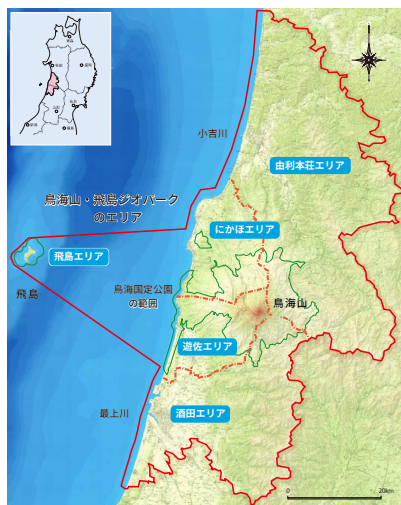 小吉川
由利本荘エリア
鳥海山・飛島ジオパーク
のエリア
にかほエリア
飛島エリア
飛島
鳥海国定公園
の範囲
鳥海山
遊佐エリア
最上川
酒田エリア
0 20km